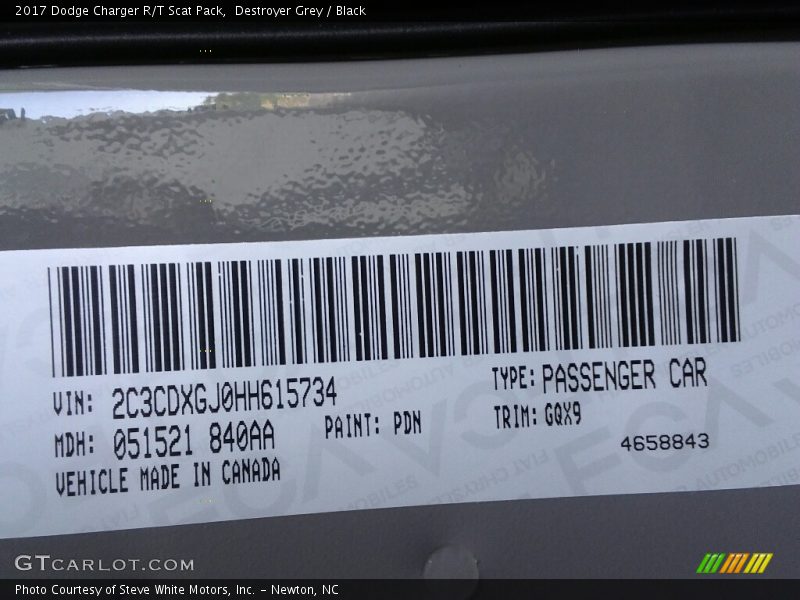 2017 Dodge Charger R/T Scat Pack,  Destroyer Grey / Black
VIN: 2C3CDXGJ0HH615734
TYPE: PASSENGER CAR
MDH: 051521 840AA
PAINT: PDN
TRIM: GQX9
VEHICLE MADE IN CANADA
4658843
GTCARLOT.COM
Photo Courtesy of Steve White Motors, Inc. – Newton, NC